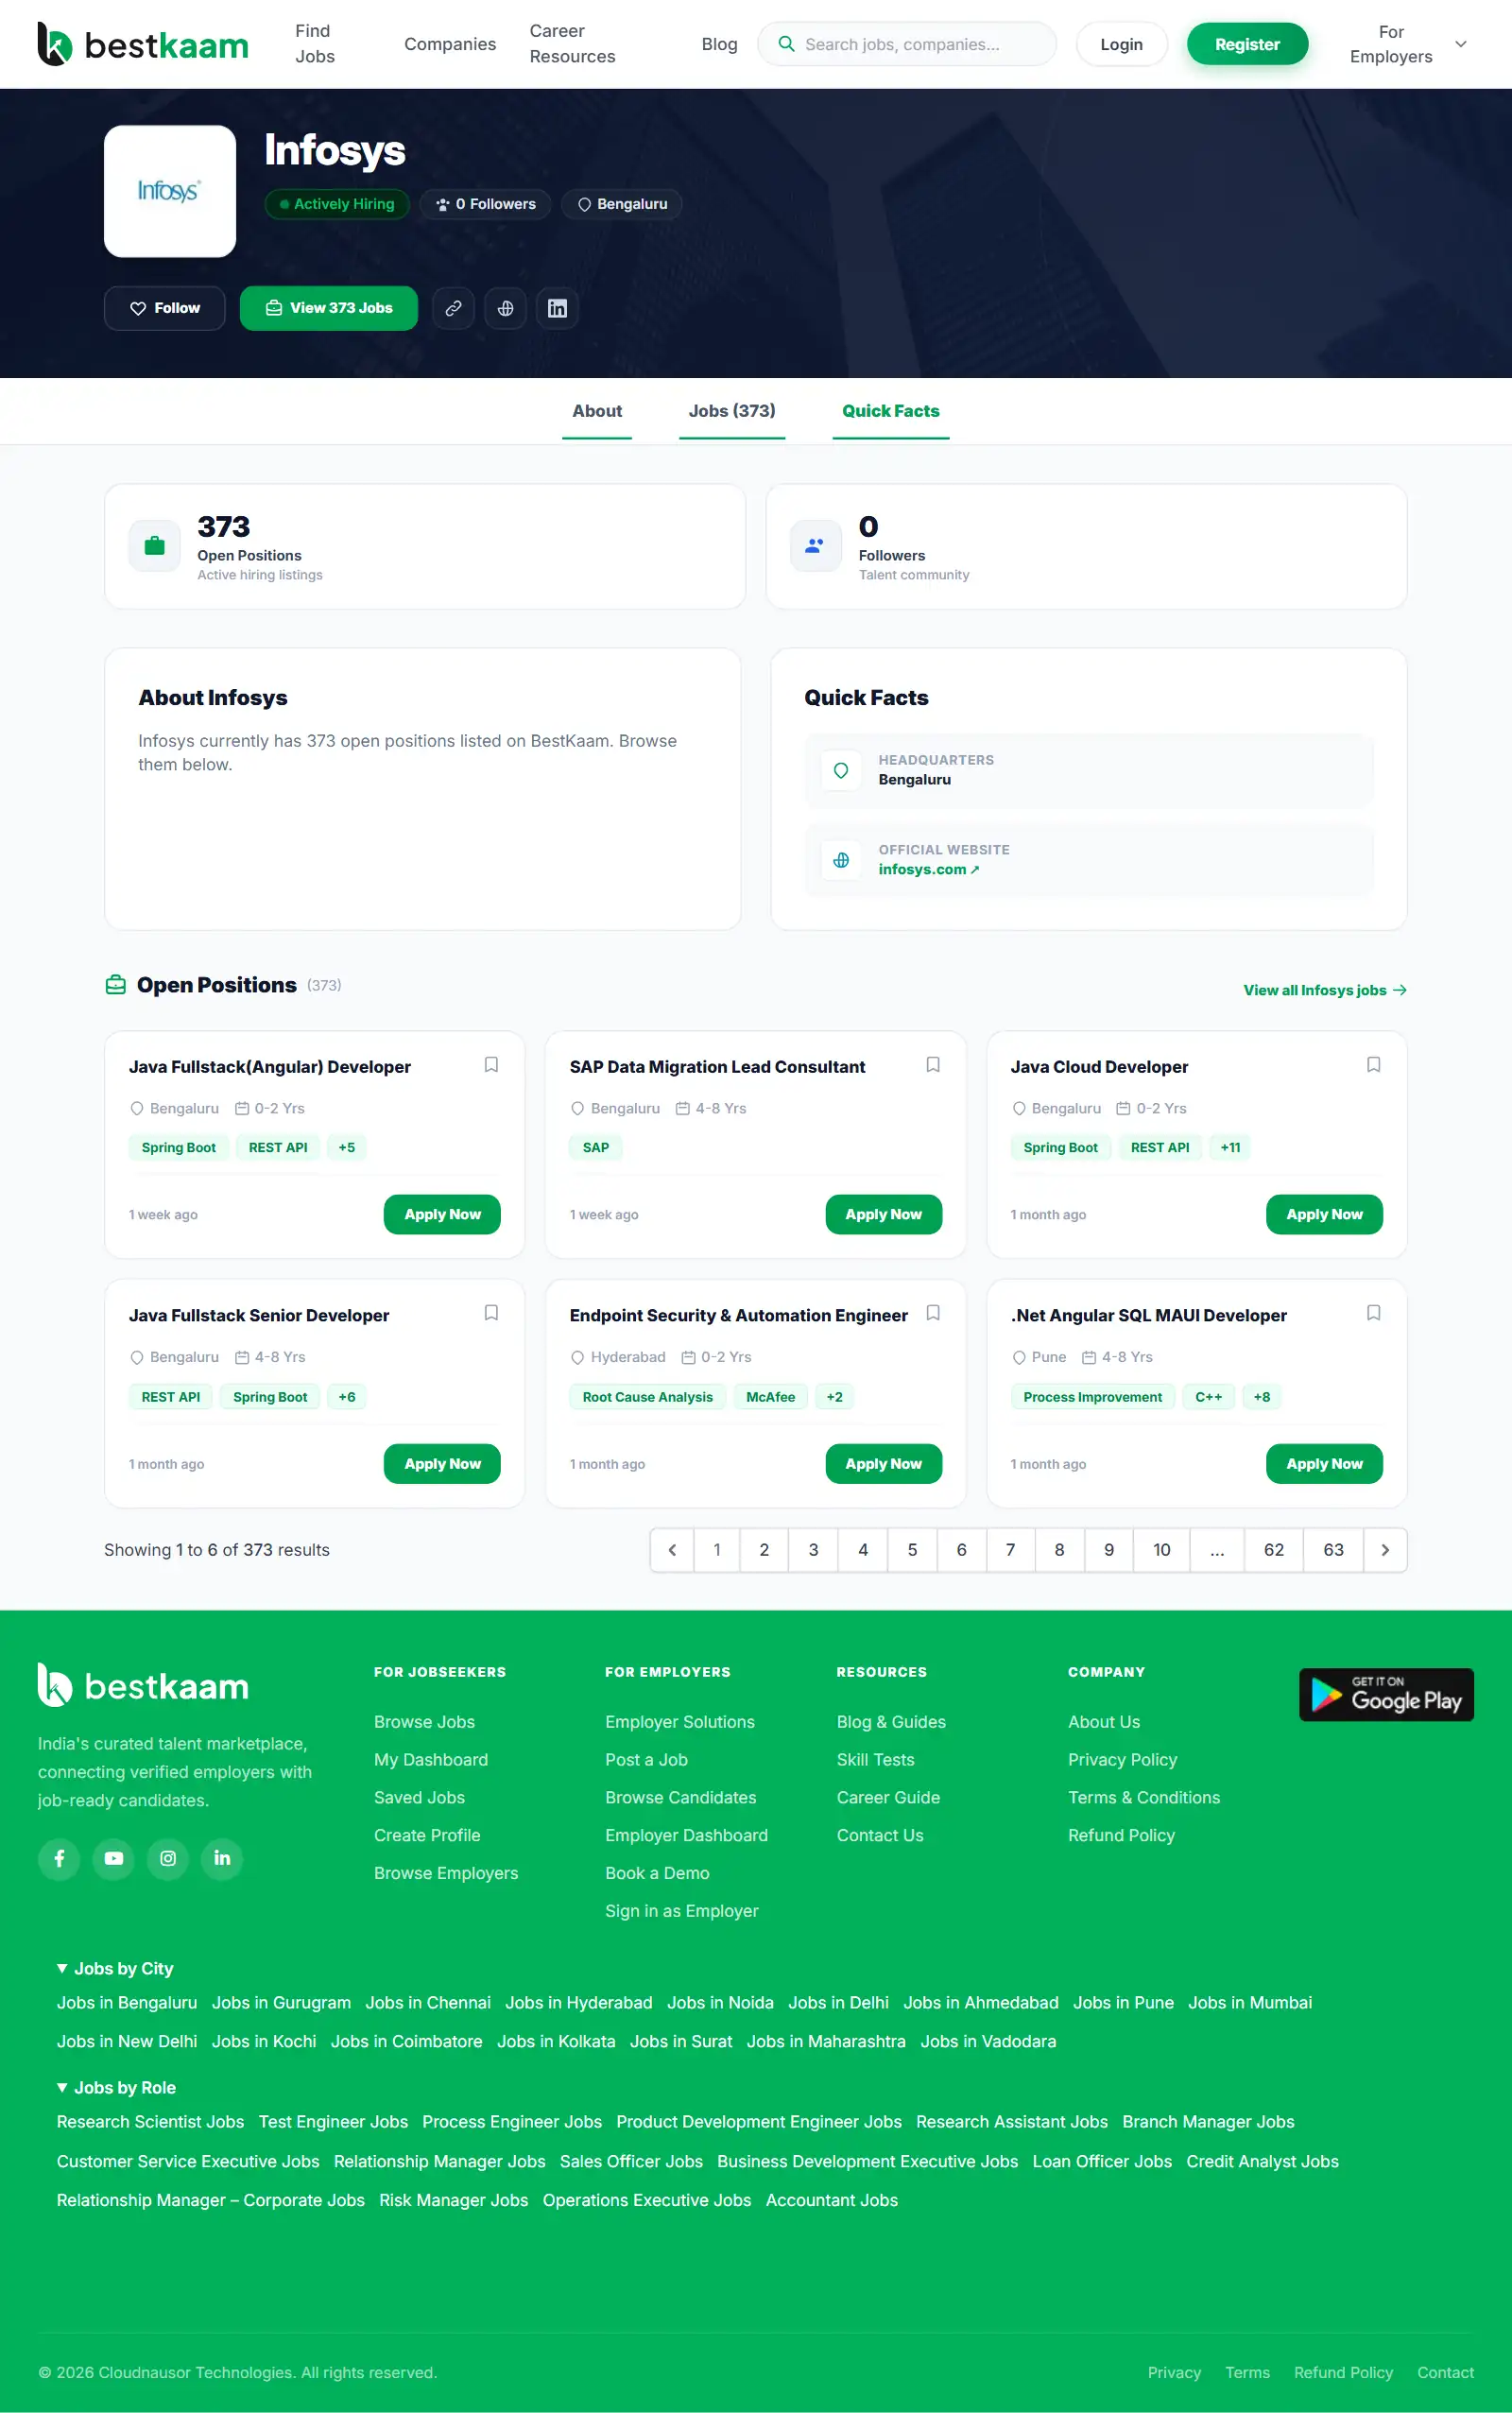 bestkaam
Find Jobs
Companies
Career Resources
Blog
Search jobs, companies...
Login
Register
For Employers
Infosys
Infosys
Actively Hiring
0 Followers
Bengaluru
Follow
View 373 Jobs
About
Jobs (373)
Quick Facts
373
Open Positions
Active hiring listings
0
Followers
Talent community
About Infosys
Infosys currently has 373 open positions listed on BestKaam. Browse
them below.
Quick Facts
HEADQUARTERS
Bengaluru
OFFICIAL WEBSITE
infosys.com ↗
Open Positions (373)
View all Infosys jobs →
Java Fullstack(Angular) Developer
Bengaluru 0-2 Yrs
Spring Boot REST API +5
1 week ago Apply Now
SAP Data Migration Lead Consultant
Bengaluru 4-8 Yrs
SAP
1 week ago Apply Now
Java Cloud Developer
Bengaluru 0-2 Yrs
Spring Boot REST API +11
1 month ago Apply Now
Java Fullstack Senior Developer
Bengaluru 4-8 Yrs
REST API Spring Boot +6
1 month ago Apply Now
Endpoint Security & Automation Engineer
Hyderabad 0-2 Yrs
Root Cause Analysis McAfee +2
1 month ago Apply Now
.Net Angular SQL MAUI Developer
Pune 4-8 Yrs
Process Improvement C++ +8
1 month ago Apply Now
Showing 1 to 6 of 373 results
1 2 3 4 5 6 7 8 9 10 ... 62 63
bestkaam
India's curated talent marketplace,
connecting verified employers with
job-ready candidates.
FOR JOBSEEKERS
Browse Jobs
My Dashboard
Saved Jobs
Create Profile
Browse Employers
FOR EMPLOYERS
Employer Solutions
Post a Job
Browse Candidates
Employer Dashboard
Book a Demo
Sign in as Employer
RESOURCES
Blog & Guides
Skill Tests
Career Guide
Contact Us
COMPANY
About Us
Privacy Policy
Terms & Conditions
Refund Policy
GET IT ON
Google Play
▼ Jobs by City
Jobs in Bengaluru Jobs in Gurugram Jobs in Chennai Jobs in Hyderabad Jobs in Noida Jobs in Delhi Jobs in Ahmedabad Jobs in Pune Jobs in Mumbai
Jobs in New Delhi Jobs in Kochi Jobs in Coimbatore Jobs in Kolkata Jobs in Surat Jobs in Maharashtra Jobs in Vadodara
▼ Jobs by Role
Research Scientist Jobs Test Engineer Jobs Process Engineer Jobs Product Development Engineer Jobs Research Assistant Jobs Branch Manager Jobs
Customer Service Executive Jobs Relationship Manager Jobs Sales Officer Jobs Business Development Executive Jobs Loan Officer Jobs Credit Analyst Jobs
Relationship Manager – Corporate Jobs Risk Manager Jobs Operations Executive Jobs Accountant Jobs
© 2026 Cloudnausor Technologies. All rights reserved.
Privacy Terms Refund Policy Contact